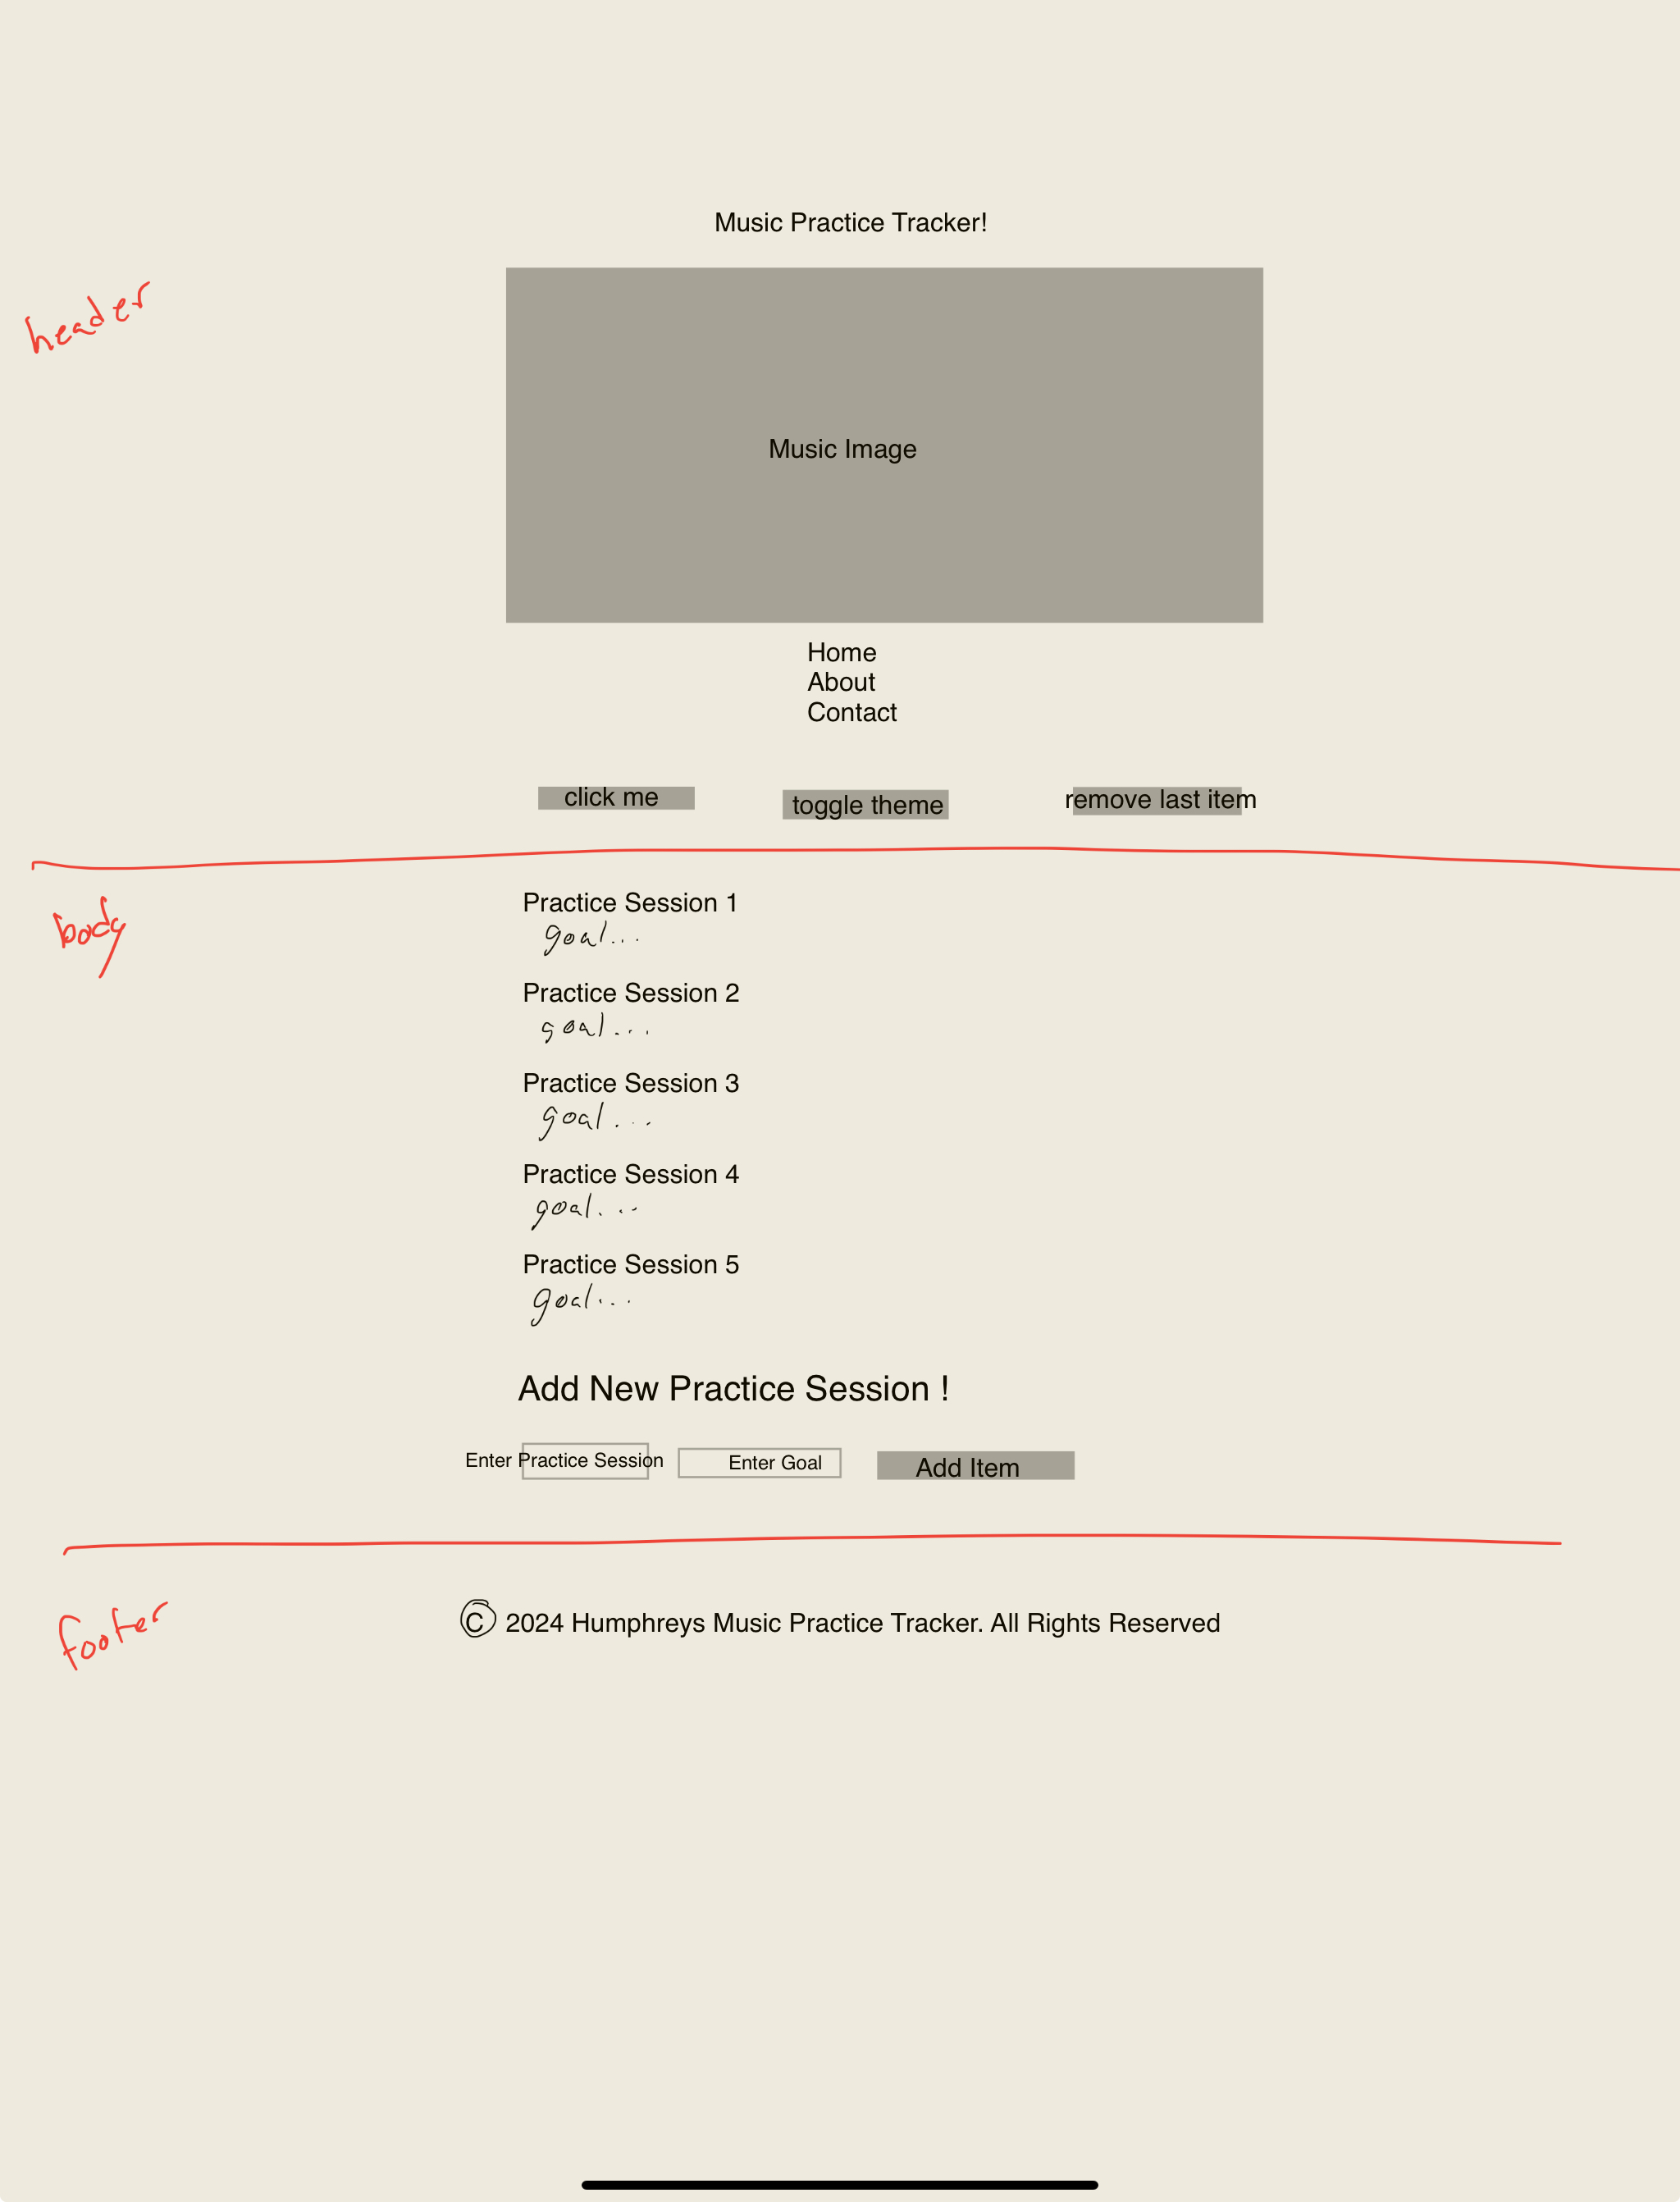 Music Practice Tracker!
header
Music Image
Home
About
Contact
click me
toggle theme
remove last item
body
Practice Session 1
goal...
Practice Session 2
goal...
Practice Session 3
goal...
Practice Session 4
goal...
Practice Session 5
goal...
Add New Practice Session !
Enter Practice Session
Enter Goal
Add Item
footer
© 2024 Humphreys Music Practice Tracker. All Rights Reserved